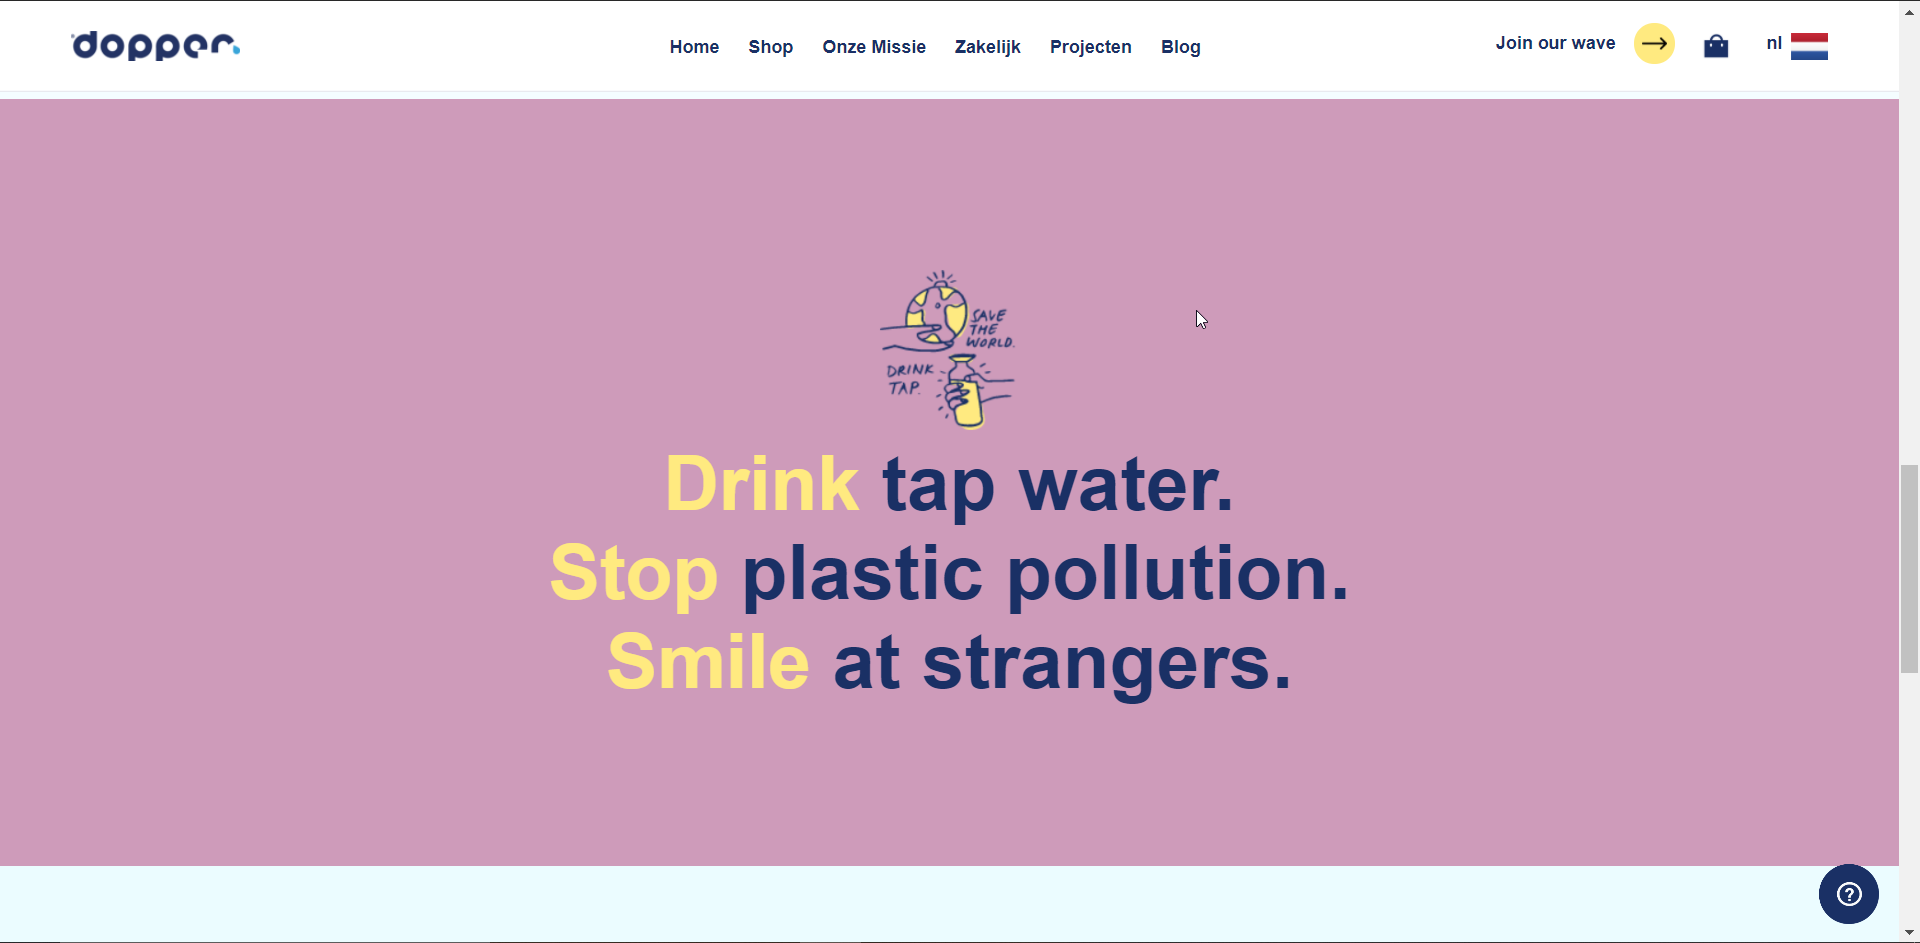 dopper.
Home Shop Onze Missie Zakelijk Projecten Blog
Join our wave
nl
SAVE
THE
WORLD.
DRINK
TAP.
Drink tap water.
Stop plastic pollution.
Smile at strangers.
?